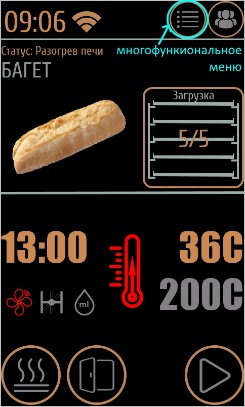 09:06
Статус: Разогрев печи
многофункциональное
меню
БАГЕТ
Загрузка
5/5
13:00
36C
200C
ml